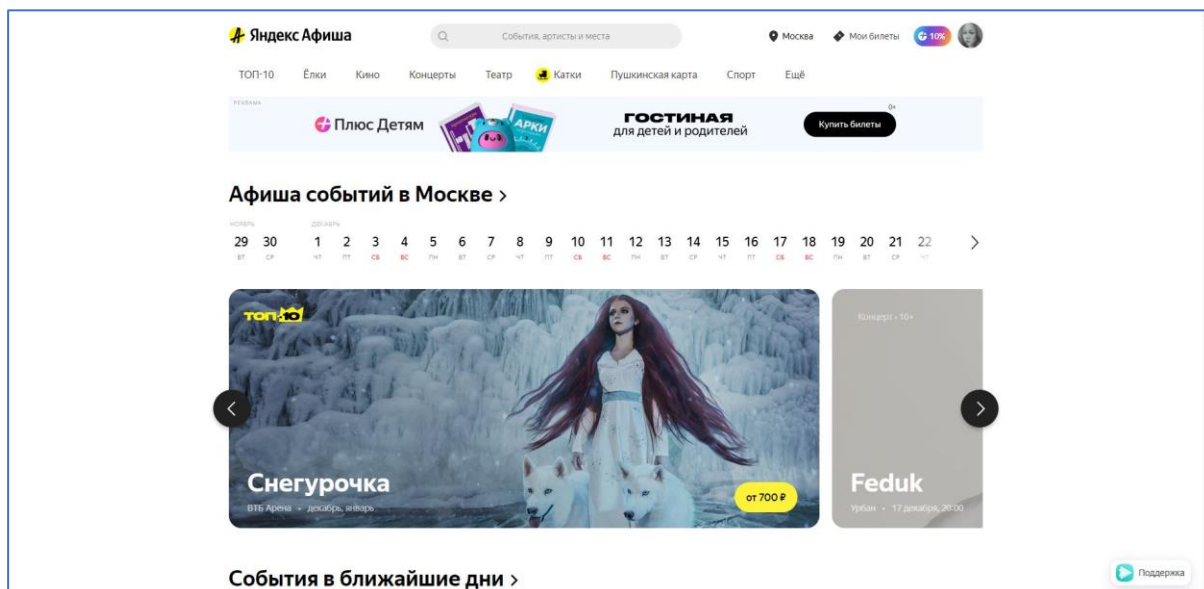 Яндекс Афиша
События, артисты и места
Москва
Мои билеты
10%
ТОП-10 Ёлки Кино Концерты Театр Катки Пушкинская карта Спорт Ещё
РЕКЛАМА
Плюс Детям
АРКИ
ГОСТИНАЯ
для детей и родителей
Купить билеты
0+
Афиша событий в Москве >
НОЯБРЬ ДЕКАБРЬ
29 30 1 2 3 4 5 6 7 8 9 10 11 12 13 14 15 16 17 18 19 20 21 22
ВТ СР ЧТ ПТ СБ ВС ПН ВТ СР ЧТ ПТ СБ ВС ПН ВТ СР ЧТ ПТ СБ ВС ПН ВТ СР ЧТ
ТОП-10
Снегурочка
ВТБ Арена • декабрь, январь
от 700 ₽
Концерт • 16+
Feduk
Урбан • 17 декабря, 20:00
События в ближайшие дни >
Поддержка